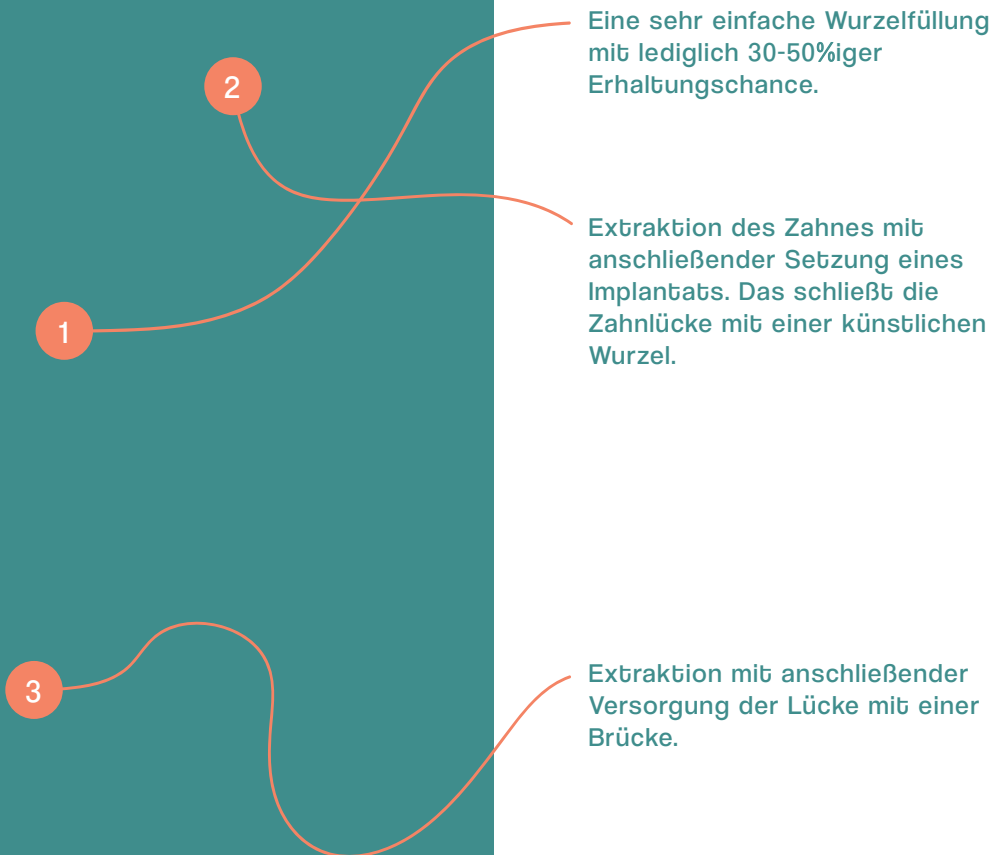 Eine sehr einfache Wurzelfüllung
mit lediglich 30-50%iger
Erhaltungschance.
2
Extraktion des Zahnes mit
anschließender Setzung eines
Implantats. Das schließt die
Zahnlücke mit einer künstlichen
Wurzel.
1
3
Extraktion mit anschließender
Versorgung der Lücke mit einer
Brücke.